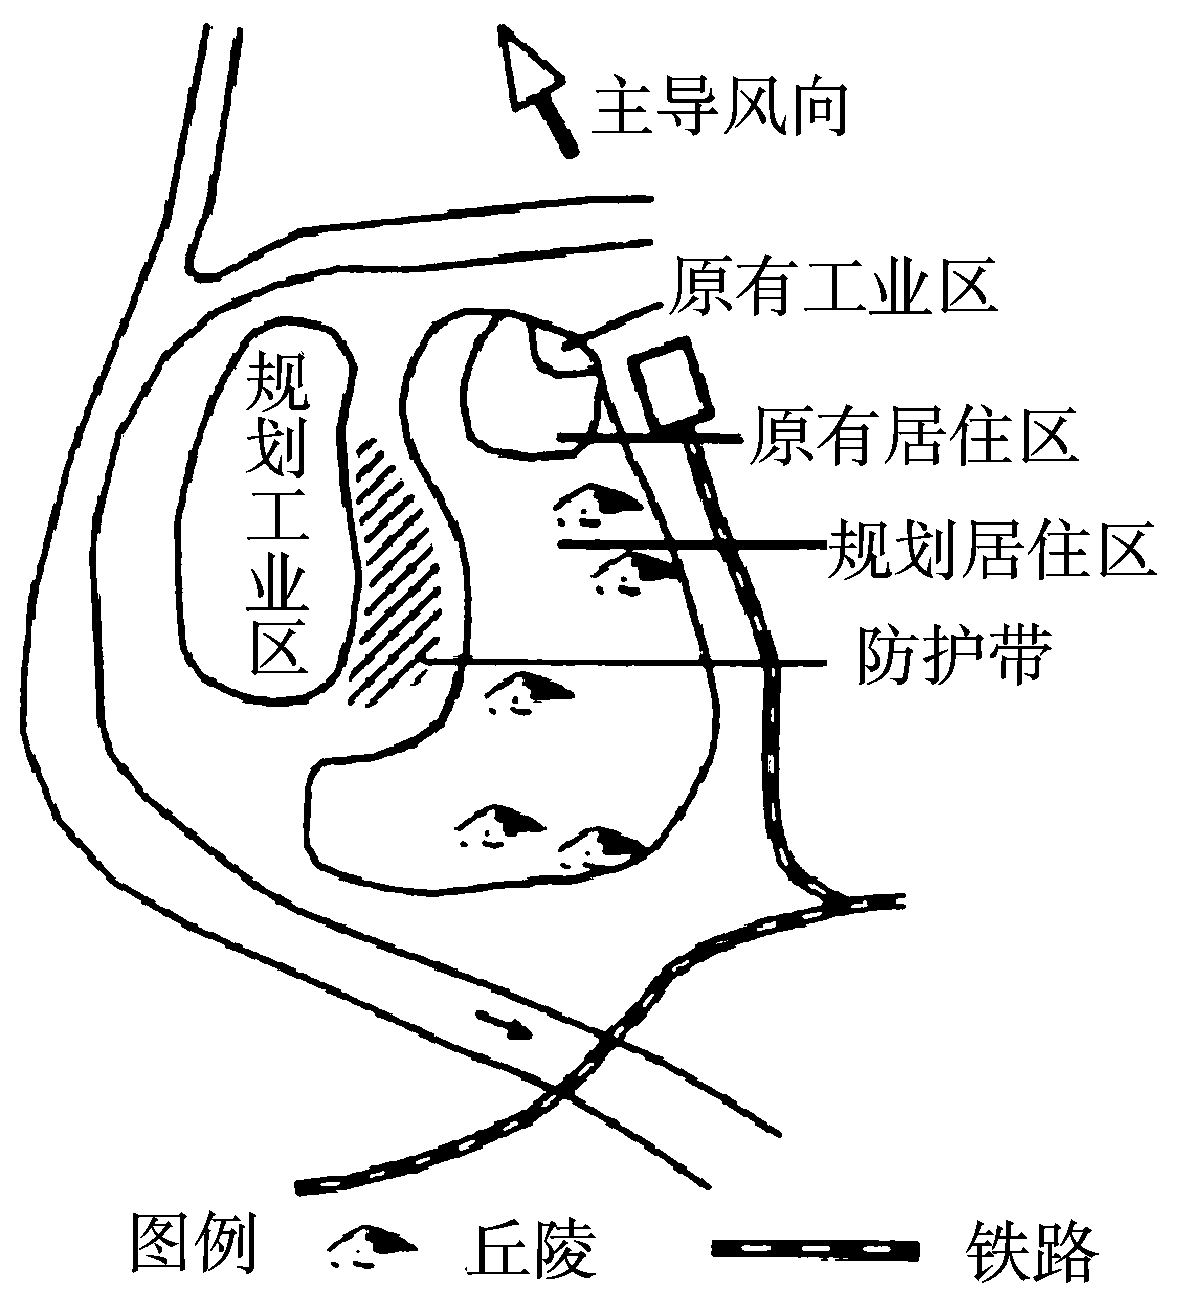 主导风向
原有工业区
规划工业区
原有居住区
规划居住区
防护带
图例 丘陵 铁路